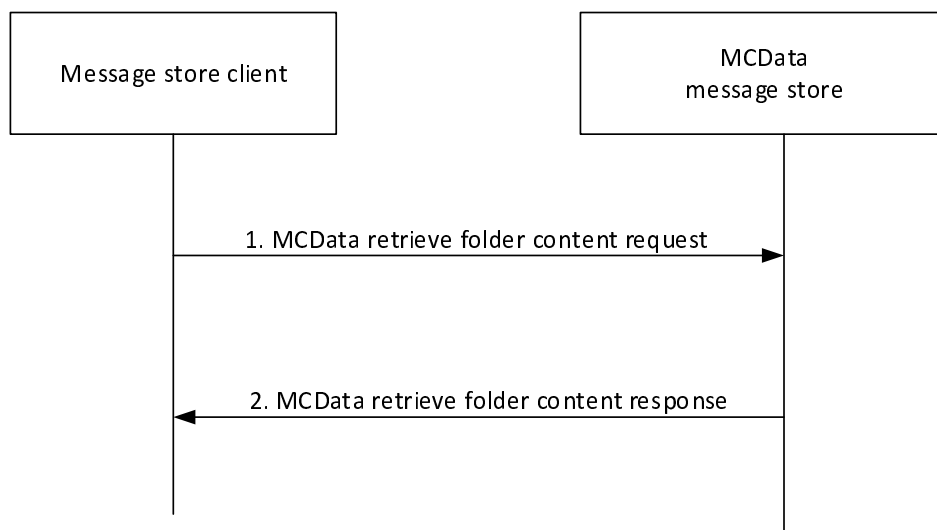 Message store client
MCData
message store
1. MCData retrieve folder content request
2. MCData retrieve folder content response